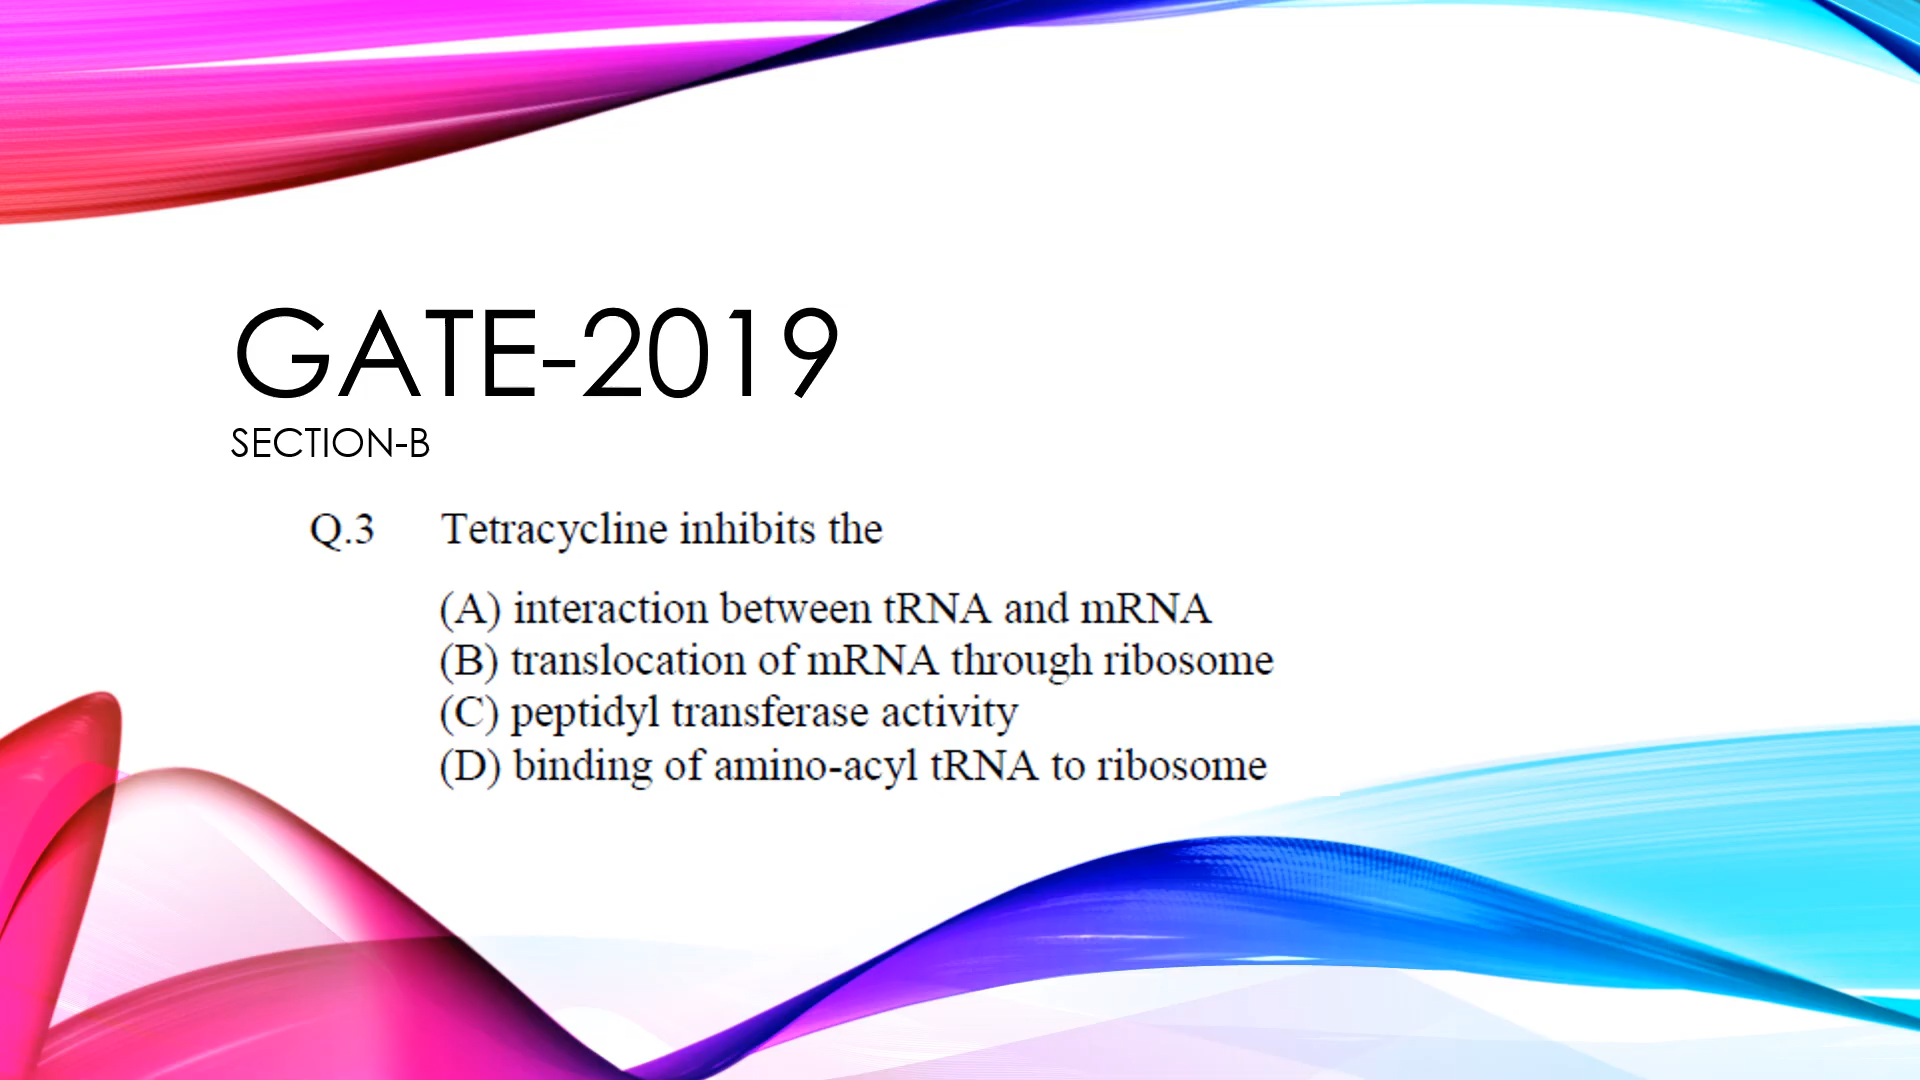 GATE-2019
SECTION-B
Q.3 Tetracycline inhibits the
(A) interaction between tRNA and mRNA
(B) translocation of mRNA through ribosome
(C) peptidyl transferase activity
(D) binding of amino-acyl tRNA to ribosome